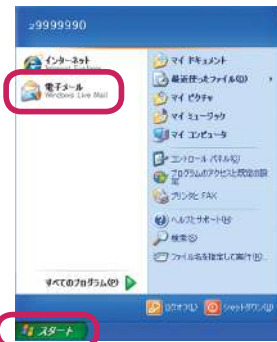 z9999990
インターネット
Internet Explorer
電子メール
Windows Live Mail
すべてのプログラム(P)
マイ ドキュメント
最近使ったファイル(D)
マイ ピクチャ
マイ ミュージック
マイ コンピュータ
コントロール パネル(C)
プログラムのアクセスと既定の設
定
プリンタと FAX
ヘルプとサポート(H)
検索(S)
ファイル名を指定して実行(R)...
ログオフ(L)
シャットダウン(U)
スタート